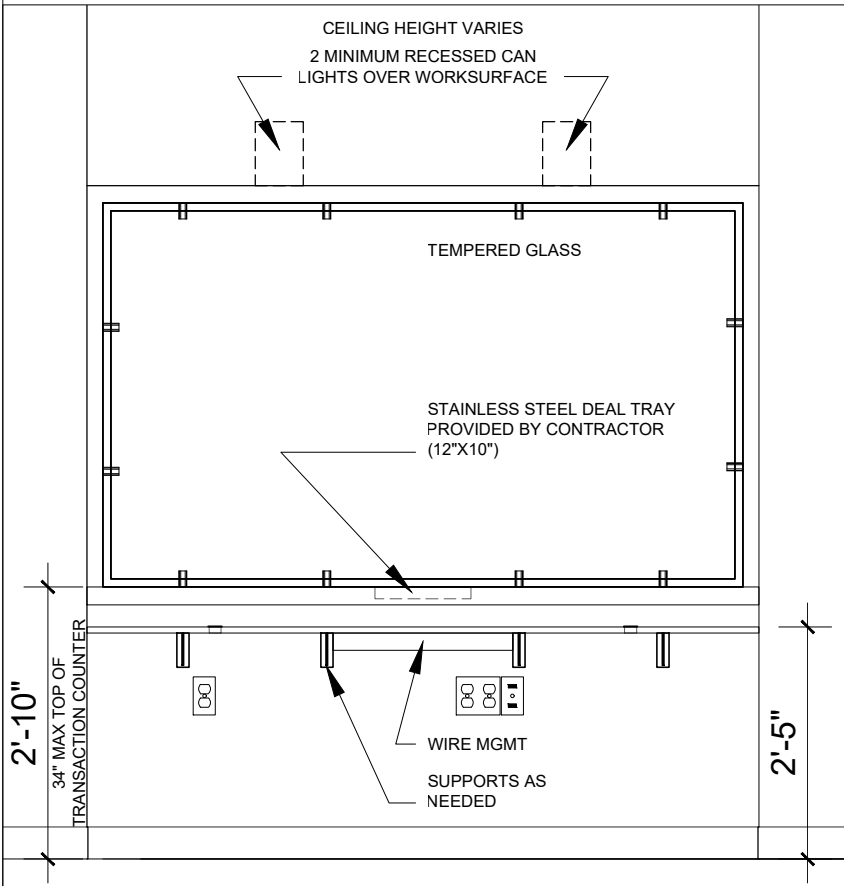 CEILING HEIGHT VARIES
2 MINIMUM RECESSED CAN
LIGHTS OVER WORKSURFACE
TEMPERED GLASS
STAINLESS STEEL DEAL TRAY
PROVIDED BY CONTRACTOR
(12"X10")
2'-10"
34" MAX TOP OF
TRANSACTION COUNTER
2'-5"
WIRE MGMT
SUPPORTS AS
NEEDED